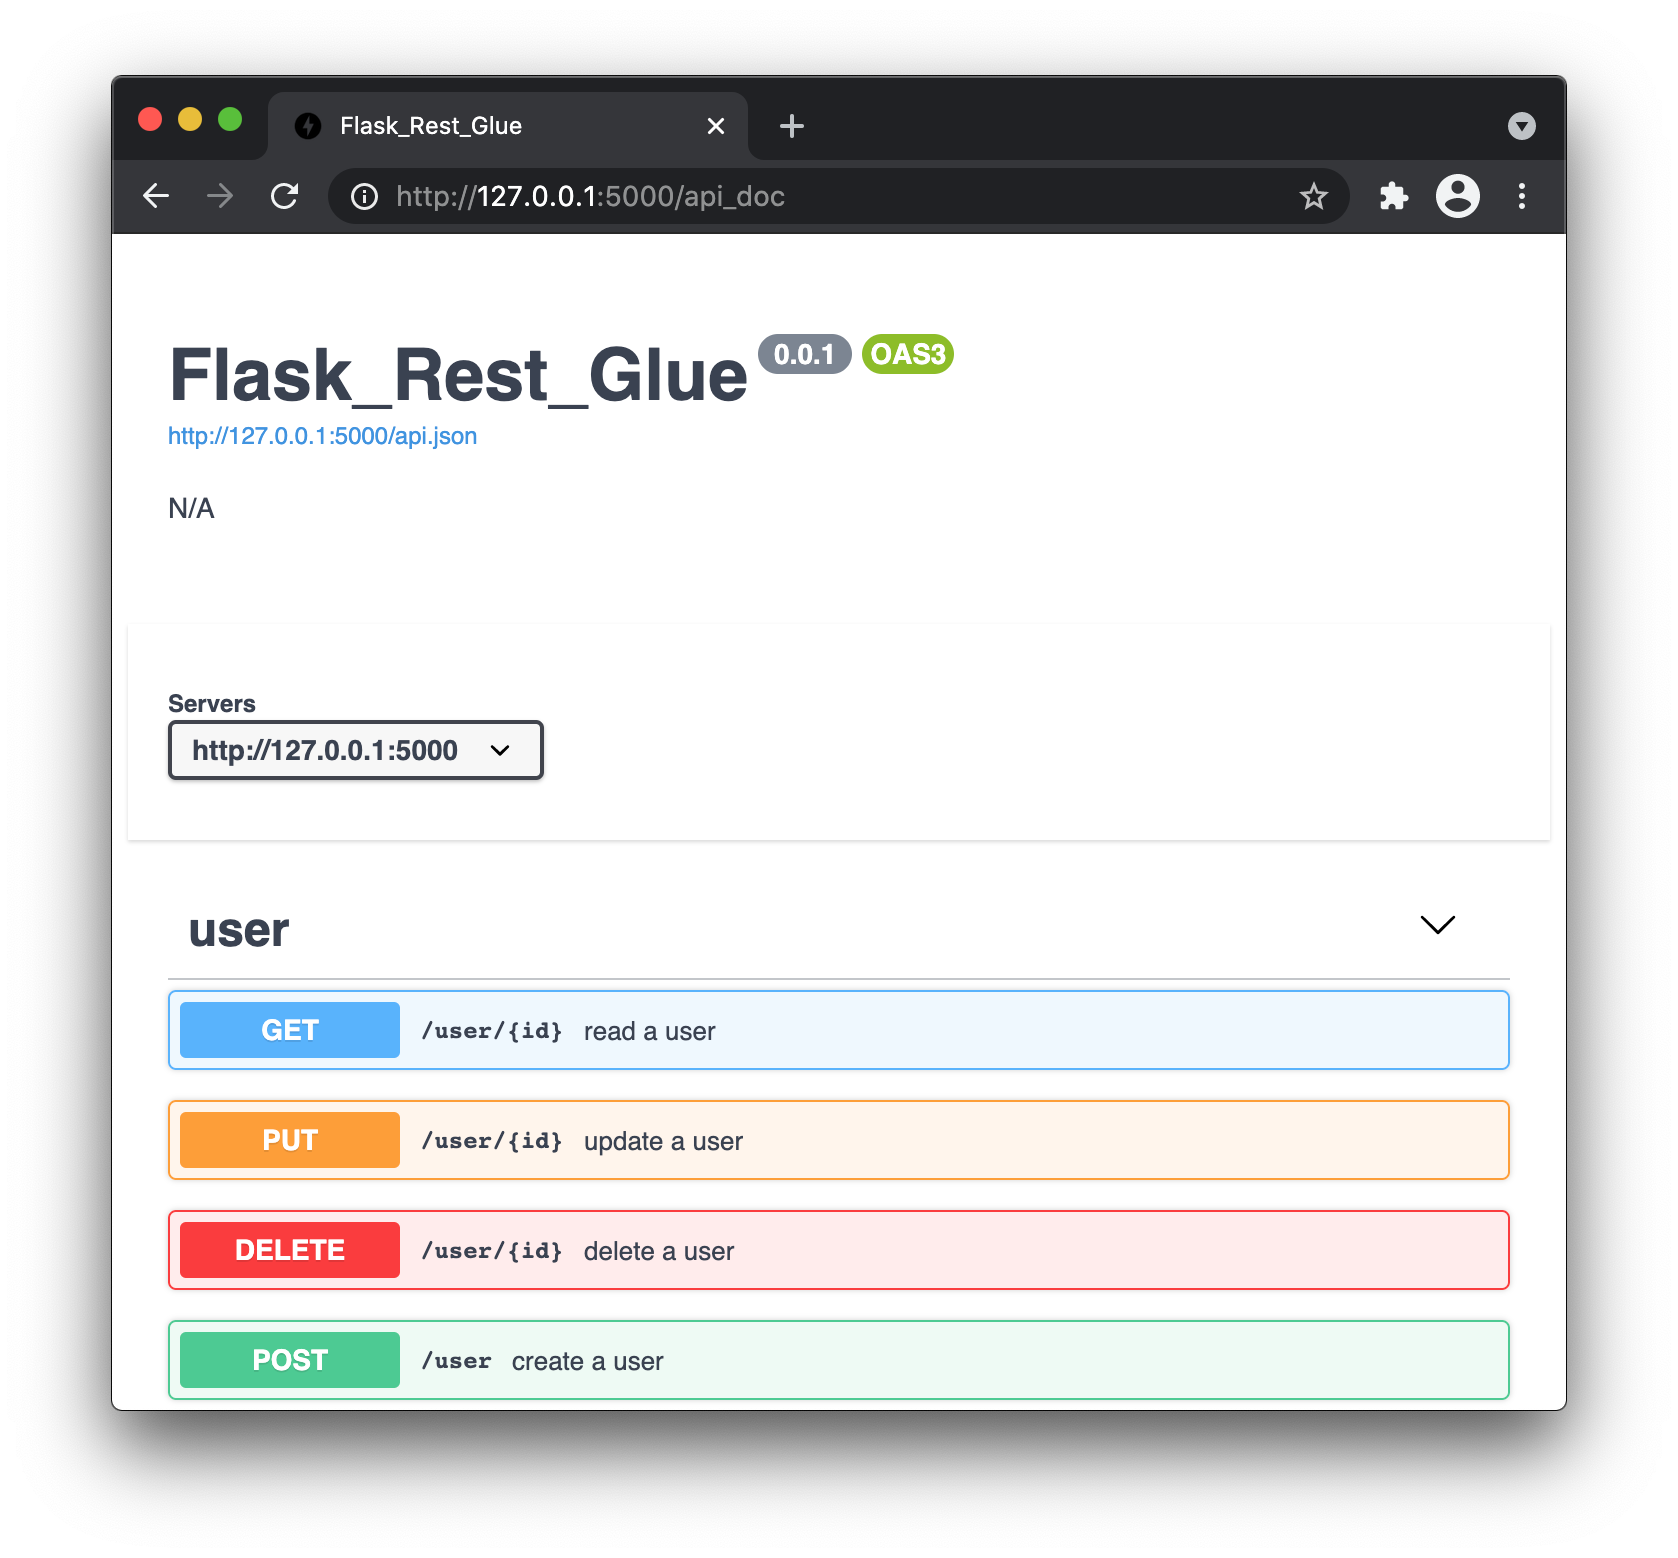 Flask_Rest_Glue
http://127.0.0.1:5000/api_doc
Flask_Rest_Glue 0.0.1 OAS3
http://127.0.0.1:5000/api.json
N/A
Servers
http://127.0.0.1:5000
user
GET /user/{id} read a user
PUT /user/{id} update a user
DELETE /user/{id} delete a user
POST /user create a user